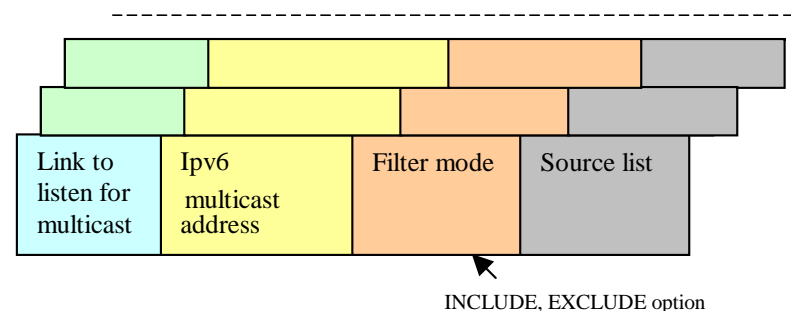 Link to
listen for
multicast
Ipv6
multicast
address
Filter mode
Source list
INCLUDE, EXCLUDE option